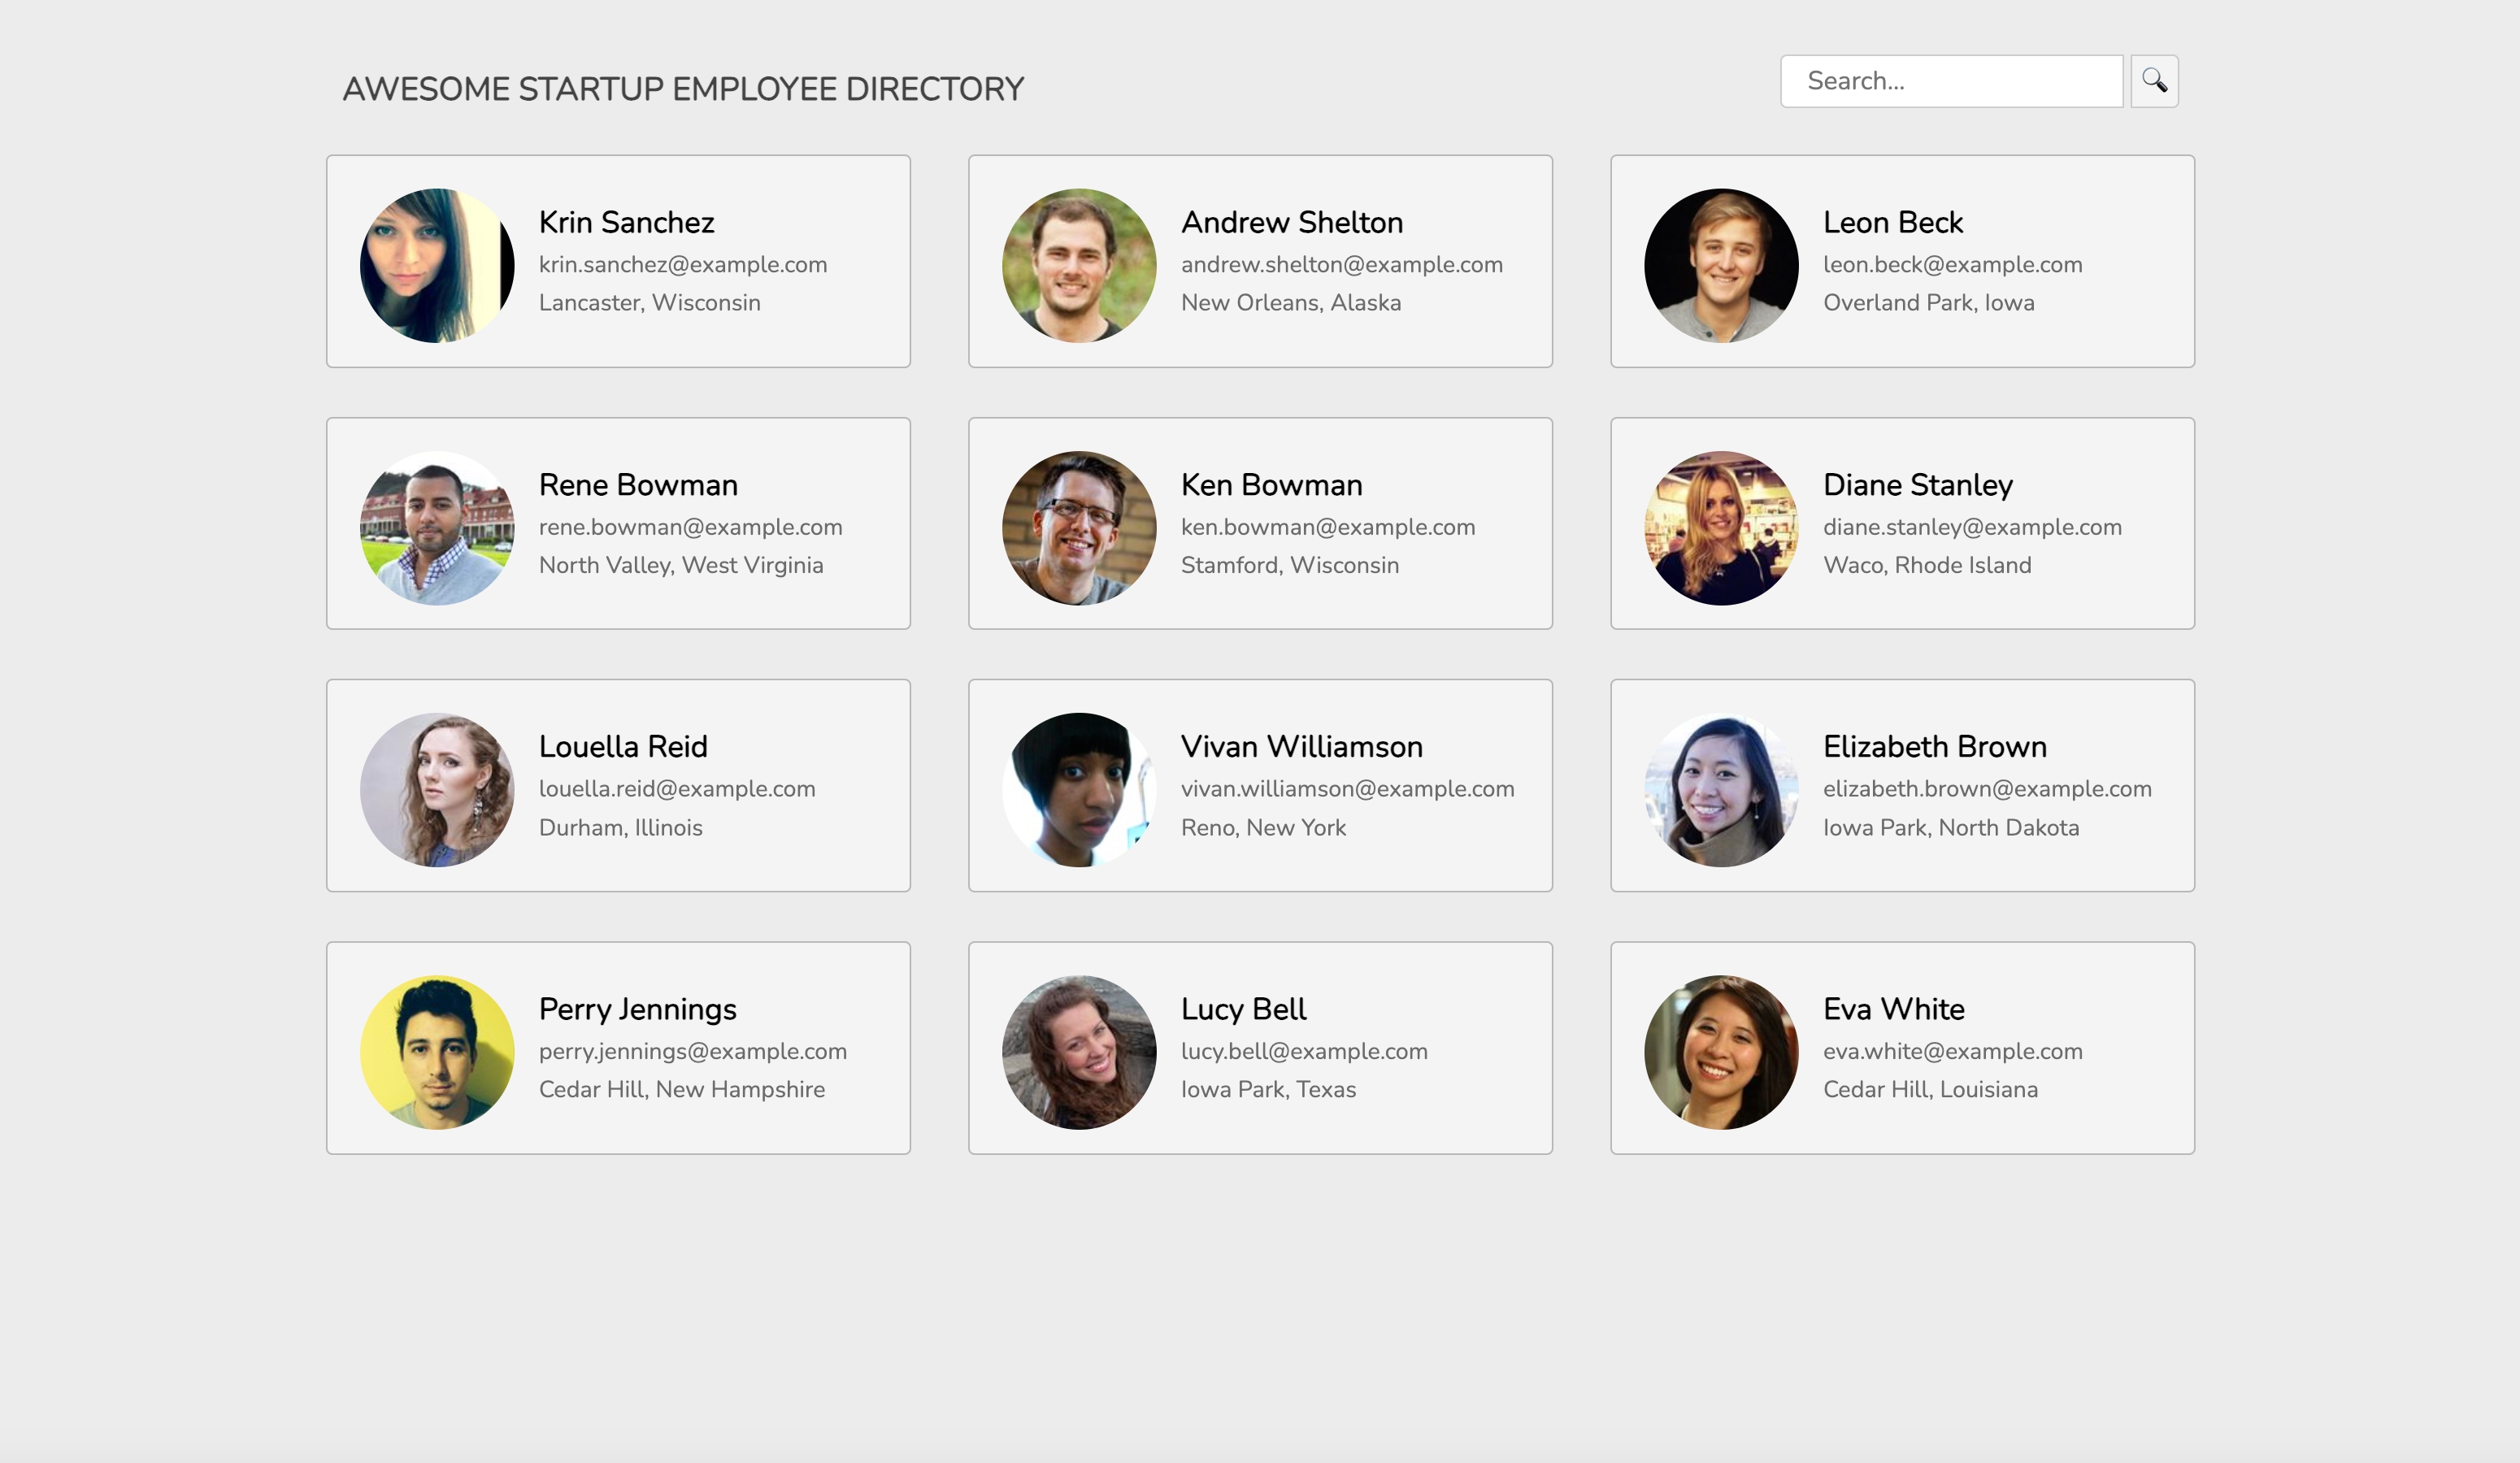 AWESOME STARTUP EMPLOYEE DIRECTORY
Search...
Krin Sanchez
krin.sanchez@example.com
Lancaster, Wisconsin
Andrew Shelton
andrew.shelton@example.com
New Orleans, Alaska
Leon Beck
leon.beck@example.com
Overland Park, Iowa
Rene Bowman
rene.bowman@example.com
North Valley, West Virginia
Ken Bowman
ken.bowman@example.com
Stamford, Wisconsin
Diane Stanley
diane.stanley@example.com
Waco, Rhode Island
Louella Reid
louella.reid@example.com
Durham, Illinois
Vivan Williamson
vivan.williamson@example.com
Reno, New York
Elizabeth Brown
elizabeth.brown@example.com
Iowa Park, North Dakota
Perry Jennings
perry.jennings@example.com
Cedar Hill, New Hampshire
Lucy Bell
lucy.bell@example.com
Iowa Park, Texas
Eva White
eva.white@example.com
Cedar Hill, Louisiana